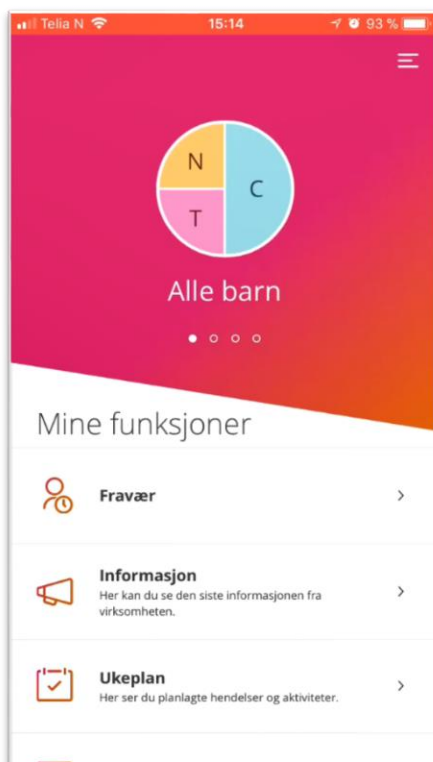 Telia N 15:14 93 %
N
C
T
Alle barn
Mine funksjoner
Fravær
Informasjon
Her kan du se den siste informasjonen fra
virksomheten.
Ukeplan
Her ser du planlagte hendelser og aktiviteter.